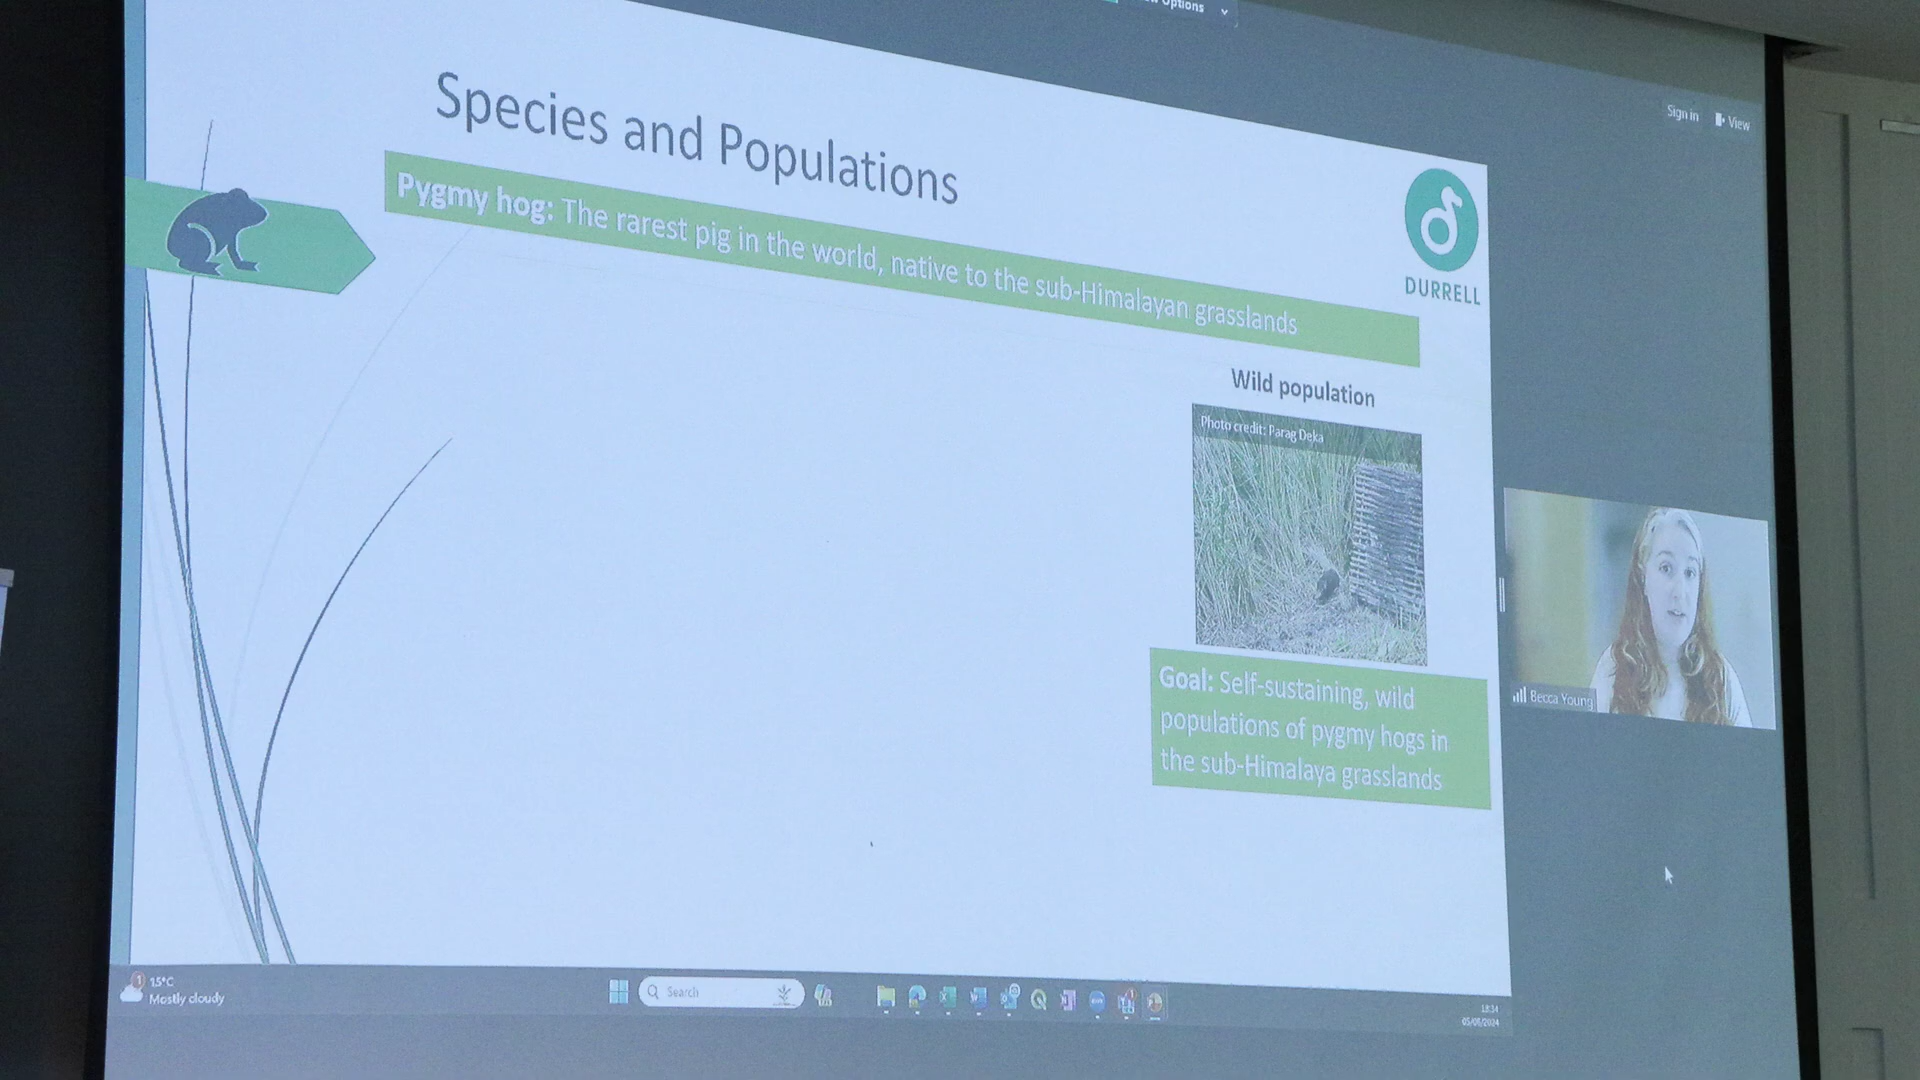 Options
Sign in View
Species and Populations
DURRELL
Pygmy hog: The rarest pig in the world, native to the sub-Himalayan grasslands
Wild population
Photo credit: Parag Deka
Goal: Self-sustaining, wild
populations of pygmy hogs in
the sub-Himalaya grasslands
Becca Young
1
15°C
Mostly cloudy
Search